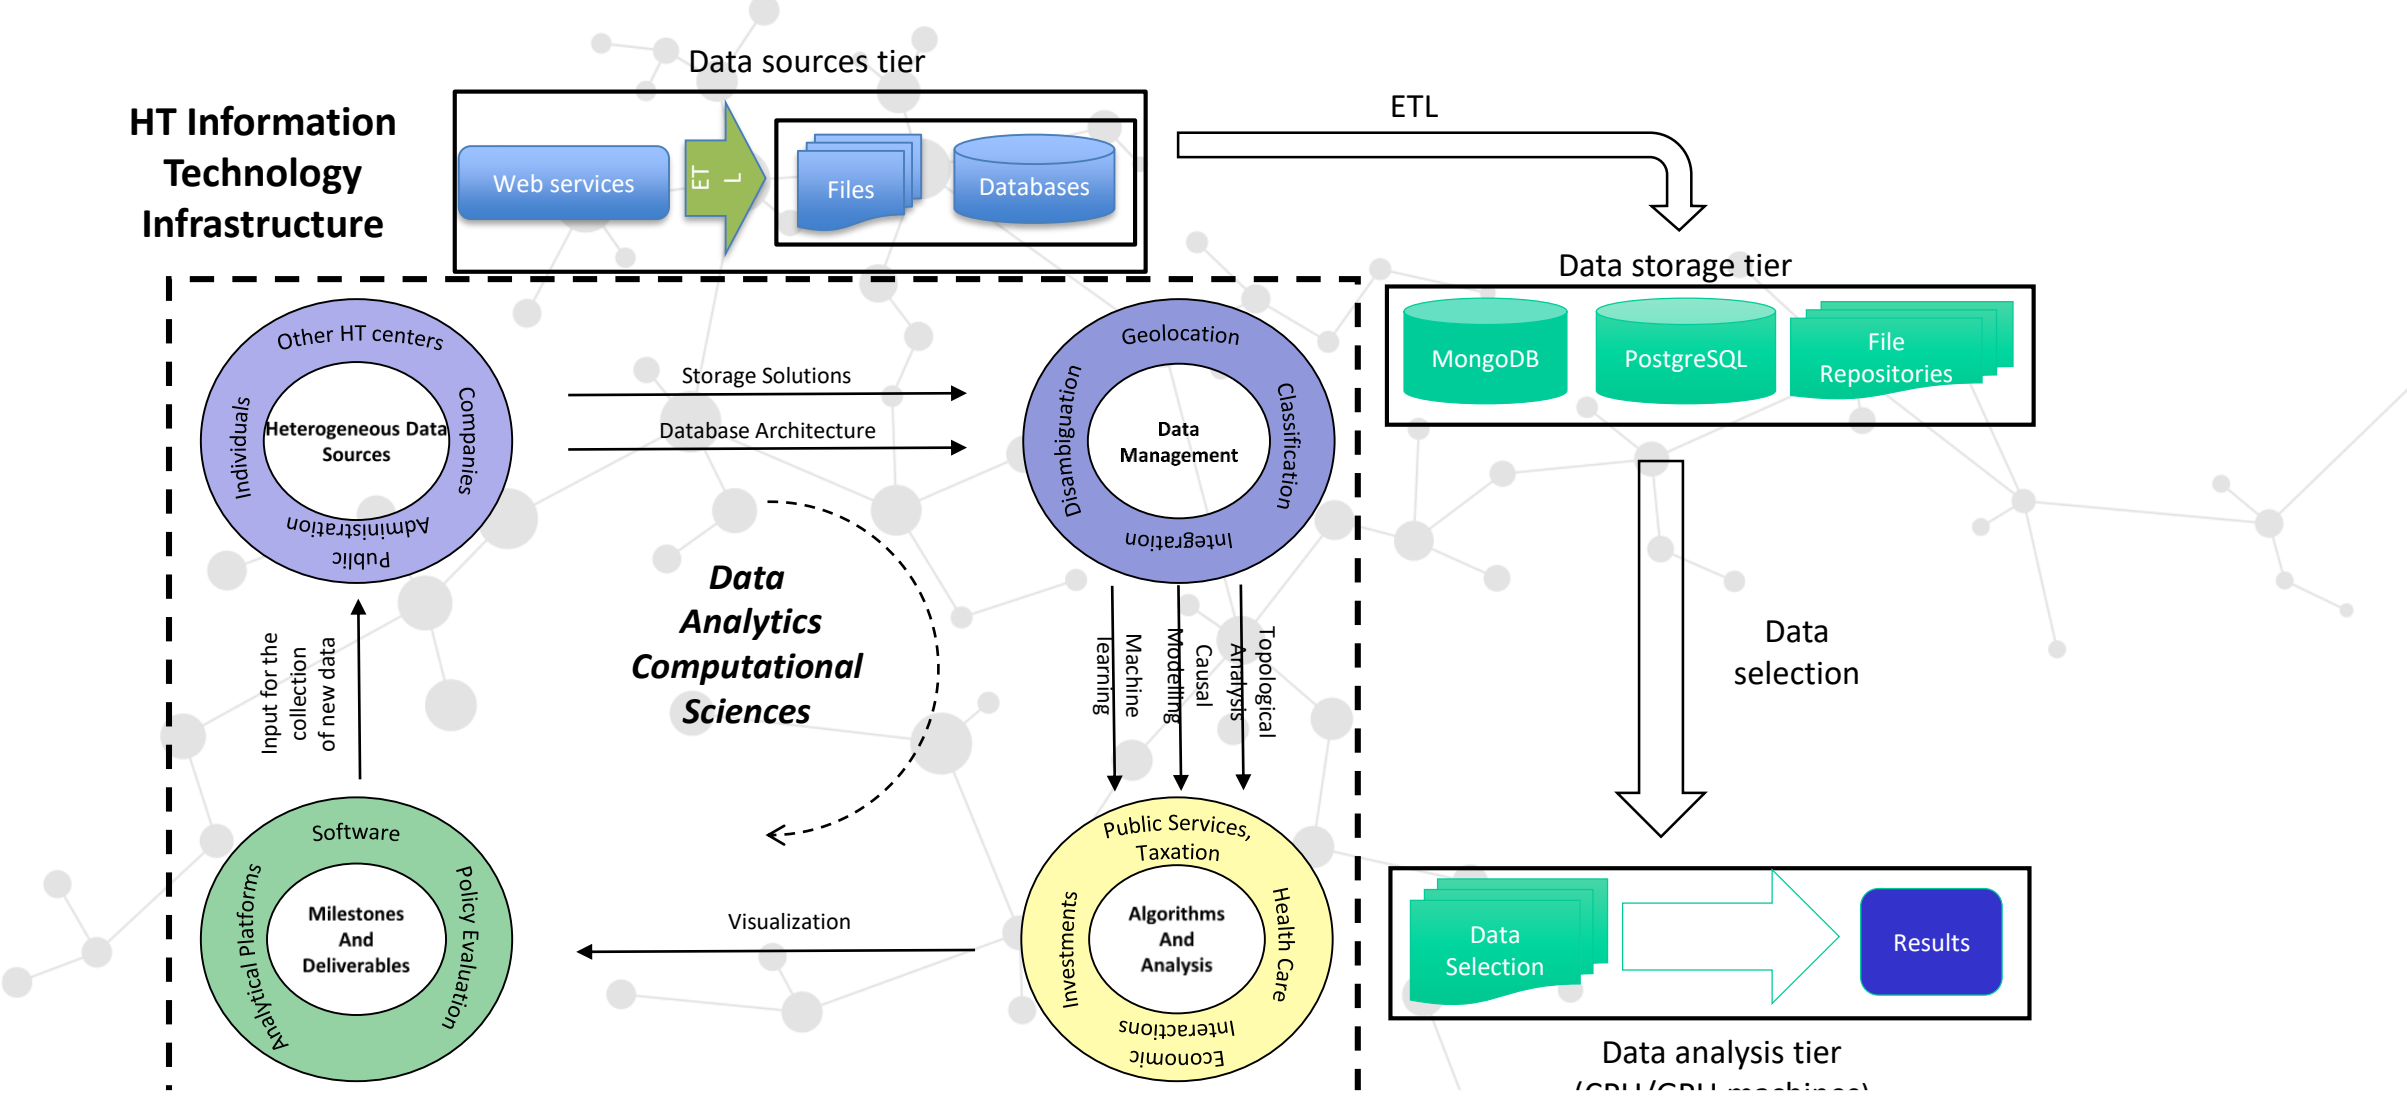 Data sources tier
HT Information
Technology
Infrastructure
Web services
ET
L
Files
Databases
ETL
Data storage tier
MongoDB
PostgreSQL
File
Repositories
Other HT centers
Individuals
Companies
Public
Administration
Heterogeneous Data
Sources
Storage Solutions
Database Architecture
Geolocation
Disambiguation
Classification
Integration
Data
Management
Data
Analytics
Computational
Sciences
Input for the
collection
of new data
Machine
learning
Causal
Modelling
Topological
Analysis
Data
selection
Software
Analyticical Platforms
Policy Evaluation
Milestones
And
Deliverables
Visualization
Public Services,
Taxation
Investments
Health Care
Economic
Interactions
Algorithms
And
Analysis
Data
Selection
Results
Data analysis tier
(CPU/GPU machines)